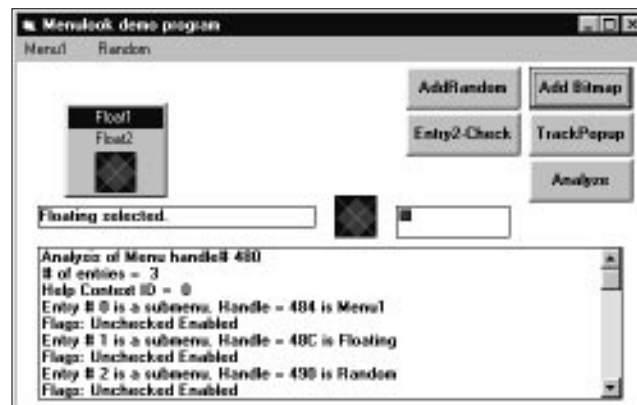 Menulook demo program
Menu1 Random
AddRandom Add Bitmap
Float1
Float2
Entry2-Check TrackPopup
Analyze
Floating selected.
Analysis of Menu handle# 480
# of entries = 3
Help Context ID = 0
Entry # 0 is a submenu. Handle = 484 is Menu1
Flags: Unchecked Enabled
Entry # 1 is a submenu. Handle = 48C is Floating
Flags: Unchecked Enabled
Entry # 2 is a submenu. Handle = 490 is Random
Flags: Unchecked Enabled